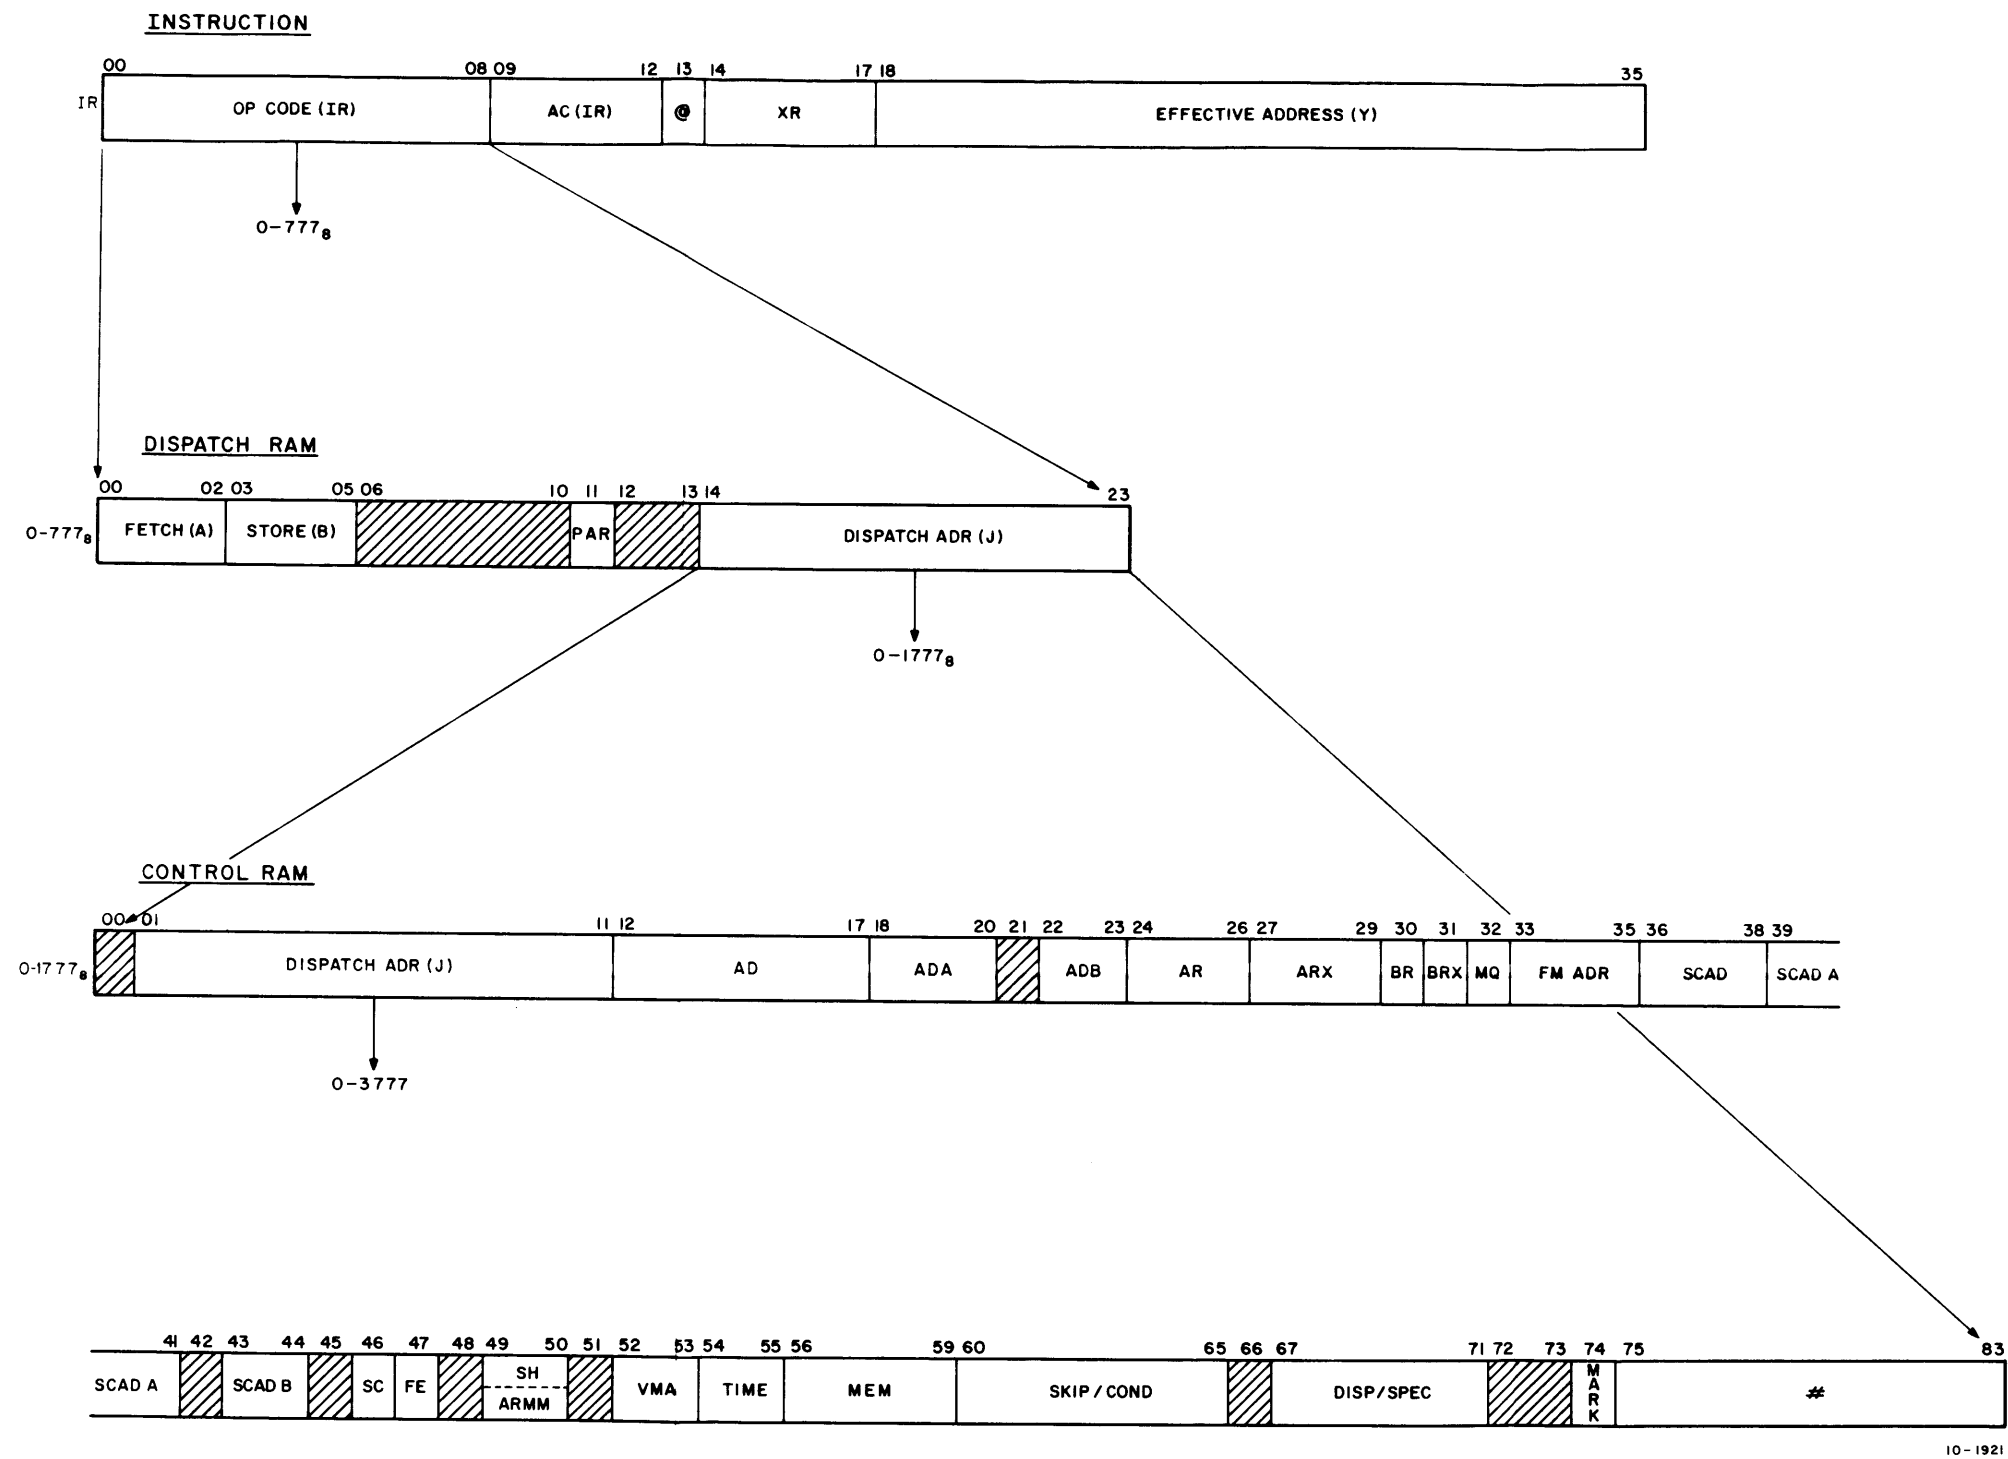 INSTRUCTION
00 08 09 12 13 14 17 18 35
IR OP CODE (IR) AC (IR) @ XR EFFECTIVE ADDRESS (Y)
0-777₈
DISPATCH RAM
00 02 03 05 06 10 11 12 13 14 23
0-777₈ FETCH (A) STORE (B) PAR DISPATCH ADR (J)
0-1777₈
CONTROL RAM
00 01 11 12 17 18 20 21 22 23 24 26 27 29 30 31 32 33 35 36 38 39
0-1777₈ DISPATCH ADR (J) AD ADA ADB AR ARX BR BRX MQ FM ADR SCAD SCAD A
0-3777
41 42 43 44 45 46 47 48 49 50 51 52 53 54 55 56 59 60 65 66 67 71 72 73 74 75 83
SCAD A SCAD B SC FE SH VMA TIME MEM SKIP / COND DISP/SPEC MARK #
ARMM
10-1921